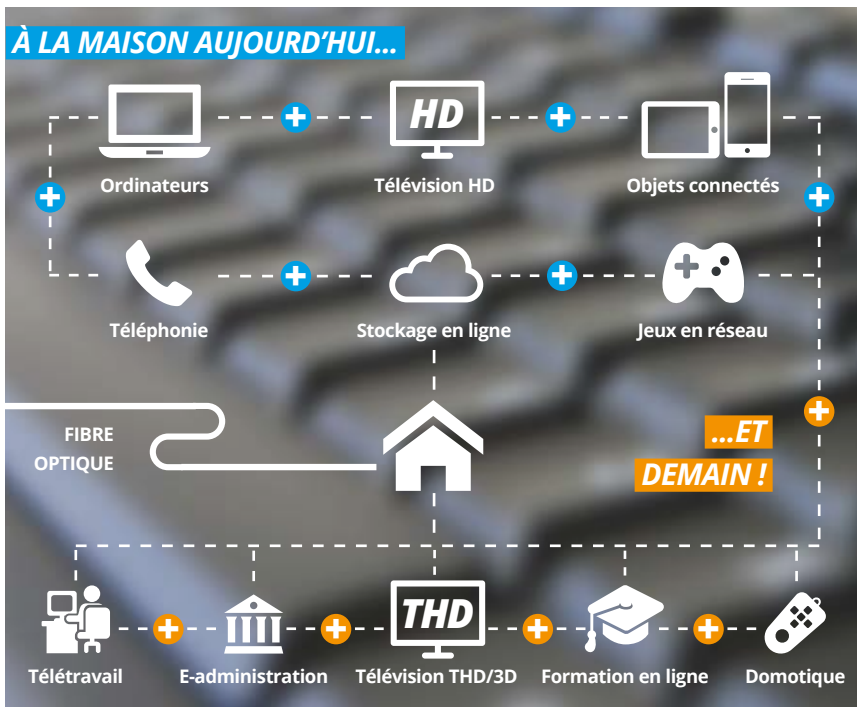 À LA MAISON AUJOURD'HUI...
HD
Ordinateurs
Télévision HD
Objets connectés
Téléphonie
Stockage en ligne
Jeux en réseau
FIBRE
OPTIQUE
...ET
DEMAIN !
THD
Télétravail
E-administration
Télévision THD/3D
Formation en ligne
Domotique